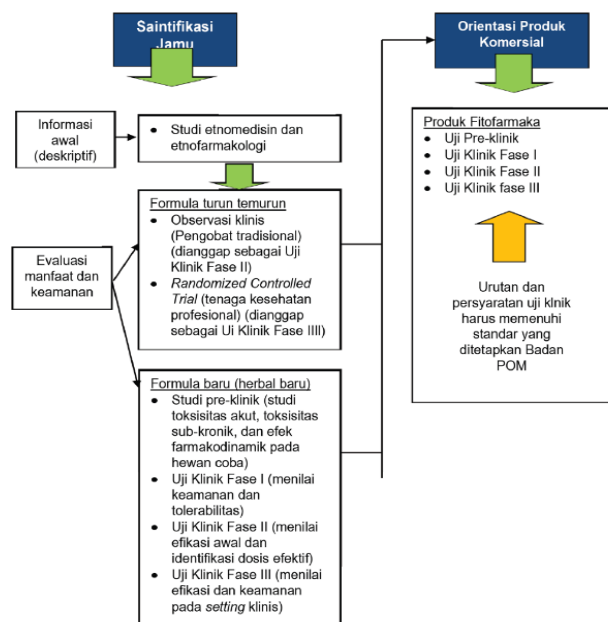 Saintifikasi
Jamu
Orientasi Produk
Komersial
Informasi
awal
(deskriptif)
• Studi etnomedisin dan
etnofarmakologi
Evaluasi
manfaat dan
keamanan
Formula turun temurun
• Observasi klinis
(Pengobat tradisional)
(dianggap sebagai Uji
Klinik Fase II)
• Randomized Controlled
Trial (tenaga kesehatan
profesional) (dianggap
sebagai Ui Klinik Fase IIII)
Formula baru (herbal baru)
• Studi pre-klinik (studi
toksisitas akut, toksisitas
sub-kronik, dan efek
farmakodinamik pada
hewan coba)
• Uji Klinik Fase I (menilai
keamanan dan
tolerabilitas)
• Uji Klinik Fase II (menilai
efikasi awal dan
identifikasi dosis efektif)
• Uji Klinik Fase III (menilai
efikasi dan keamanan
pada setting klinis)
Produk Fitofarmaka
• Uji Pre-klinik
• Uji Klinik Fase I
• Uji Klinik Fase II
• Uji Klinik fase III
Urutan dan
persyaratan uji klnik
harus memenuhi
standar yang
ditetapkan Badan
POM